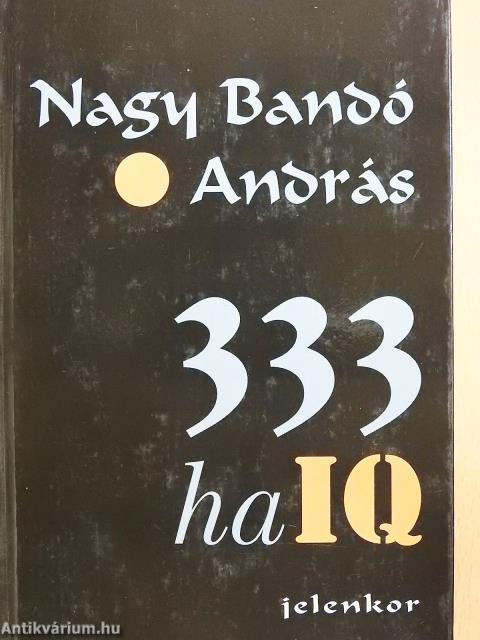 Nagy Bandó
András
333
haIQ
jelenkor
Antikvárium.hu